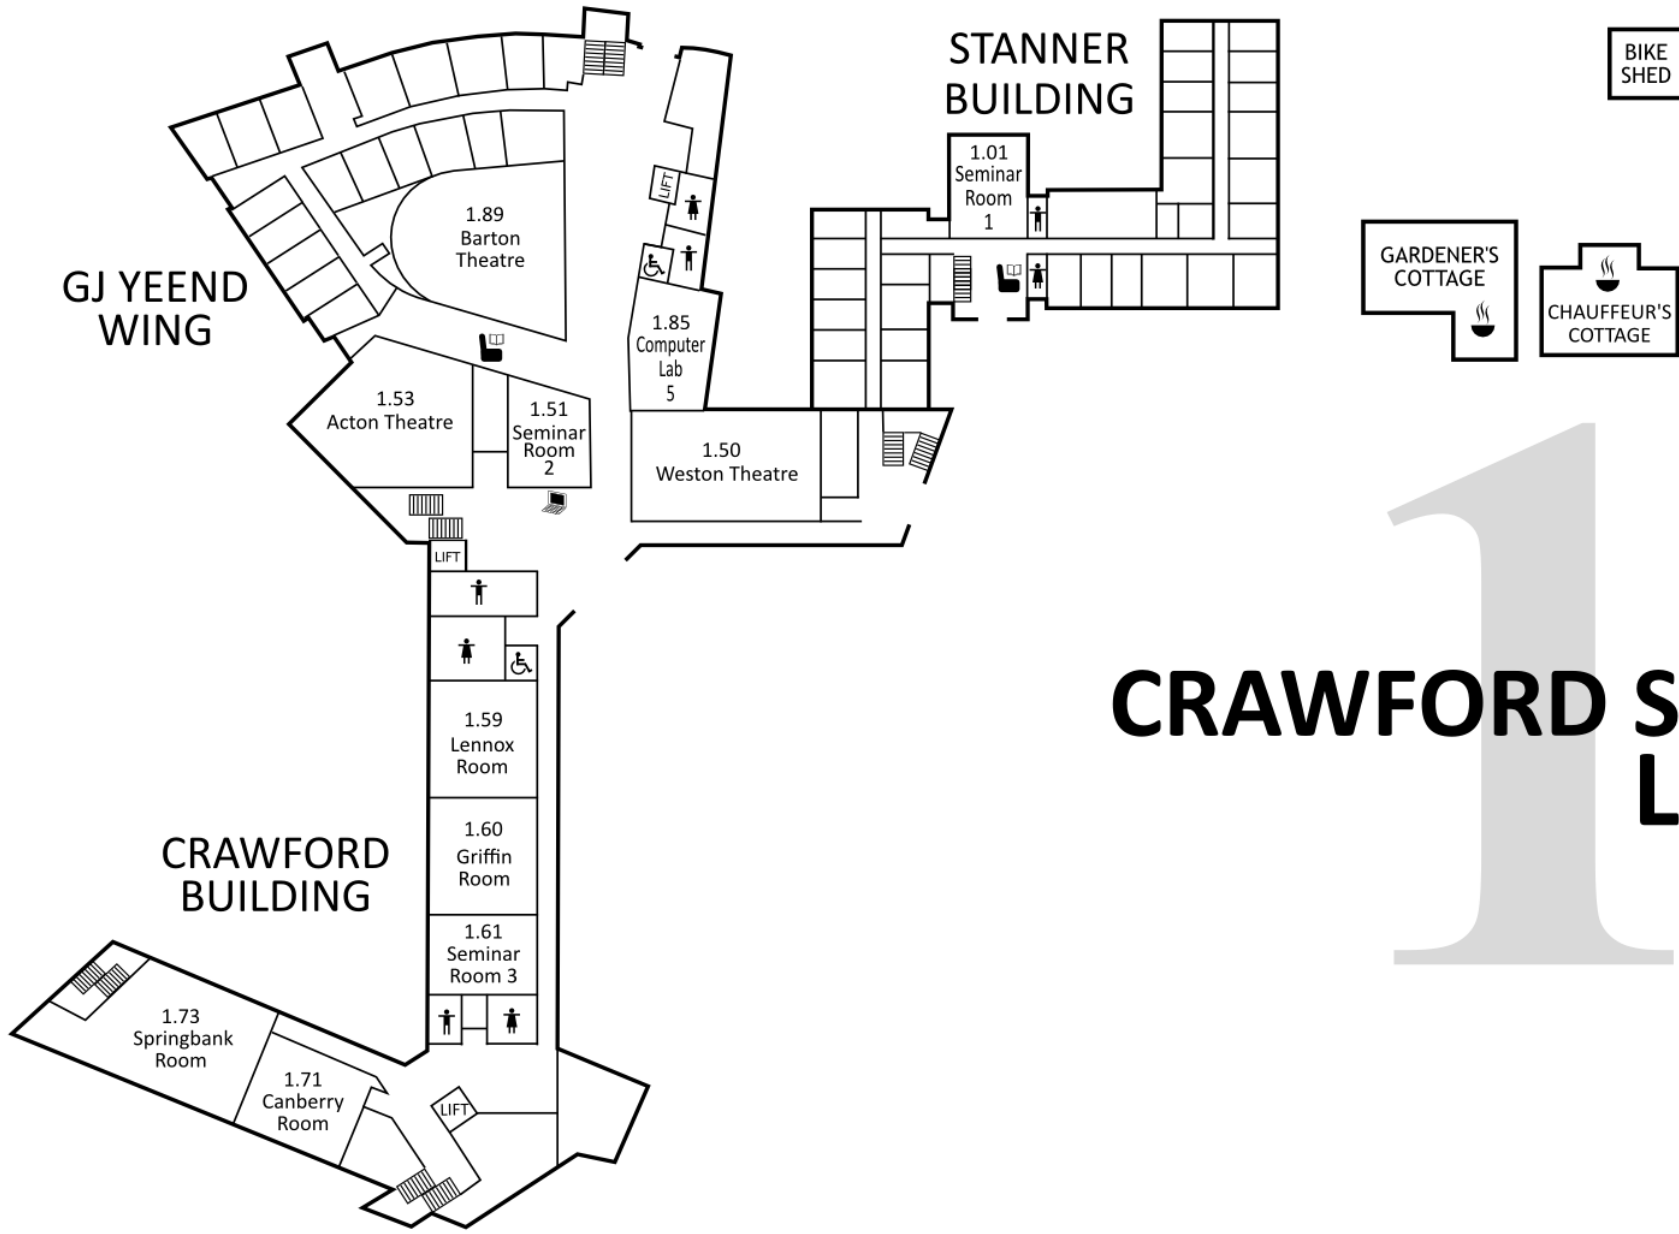 STANNER
BUILDING
BIKE
SHED
1.01
Seminar
Room
1
LIFT
1.89
Barton
Theatre
GJ YEEND
WING
GARDENER'S
COTTAGE
CHAUFFEUR'S
COTTAGE
1.85
Computer
Lab
5
1.53
Acton Theatre
1.51
Seminar
Room
2
1.50
Weston Theatre
LIFT
1
CRAWFORD S
L
1.59
Lennox
Room
1.60
Griffin
Room
CRAWFORD
BUILDING
1.61
Seminar
Room 3
1.73
Springbank
Room
1.71
Canberry
Room
LIFT